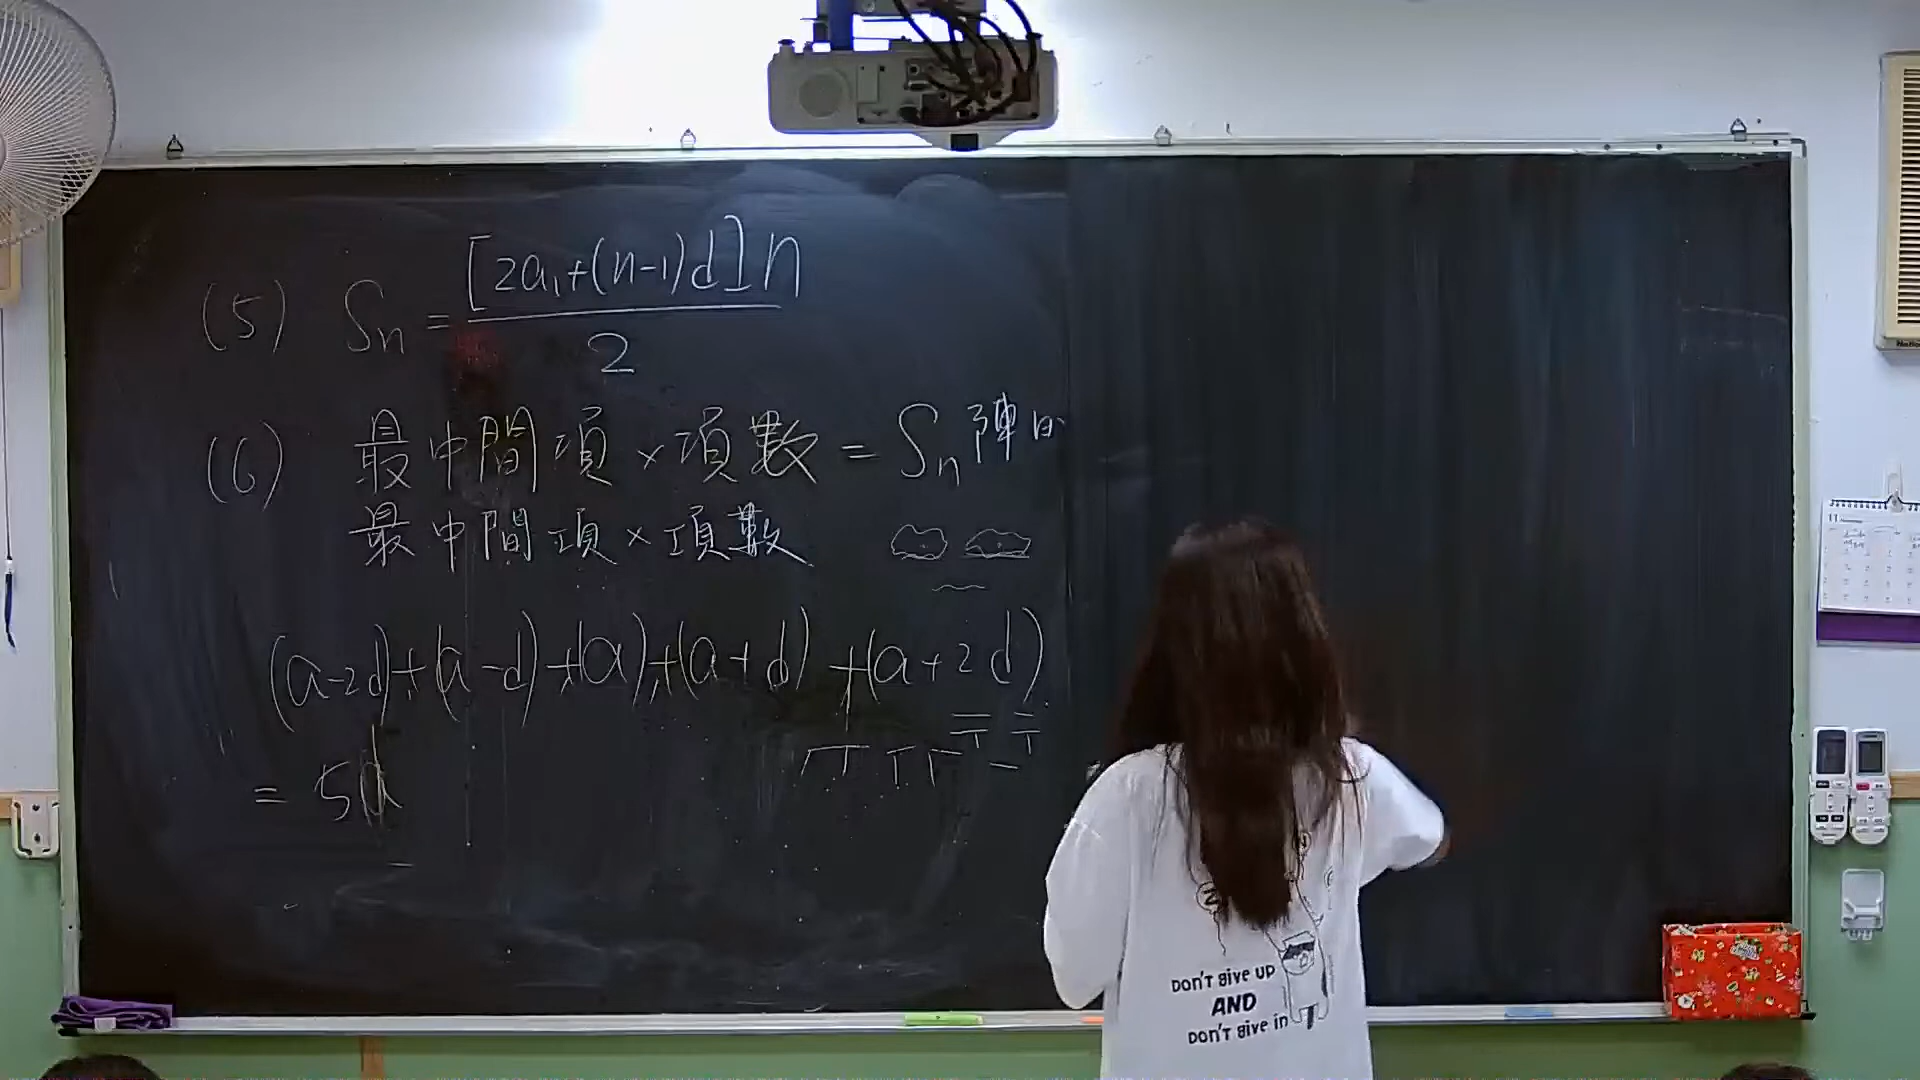 (5) Sn = [2a₁+(n-1)d]n / 2
(6) 最中間項×項數 = Sn
最中間項×項數
(a-2d)+(a-d)+(a)+(a+d)+(a+2d)
= 5a
DON'T give UP
AND
DON'T give in
11